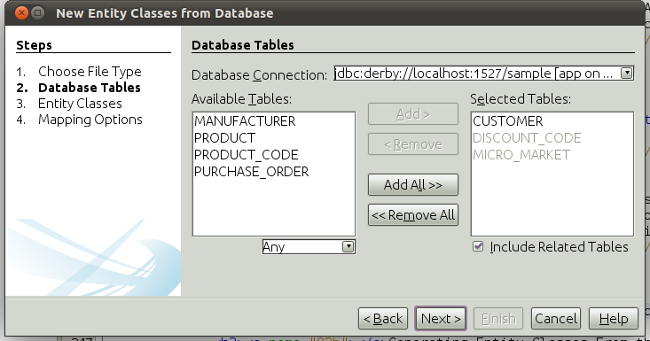 New Entity Classes from Database
Steps
1. Choose File Type
2. Database Tables
3. Entity Classes
4. Mapping Options
Database Tables
Database Connection: jdbc:derby://localhost:1527/sample [app on ...
Available Tables:
MANUFACTURER
PRODUCT
PRODUCT_CODE
PURCHASE_ORDER
Any
Add >
< Remove
Add All >>
<< Remove All
Selected Tables:
CUSTOMER
DISCOUNT_CODE
MICRO_MARKET
Include Related Tables
< Back Next > Finish Cancel Help